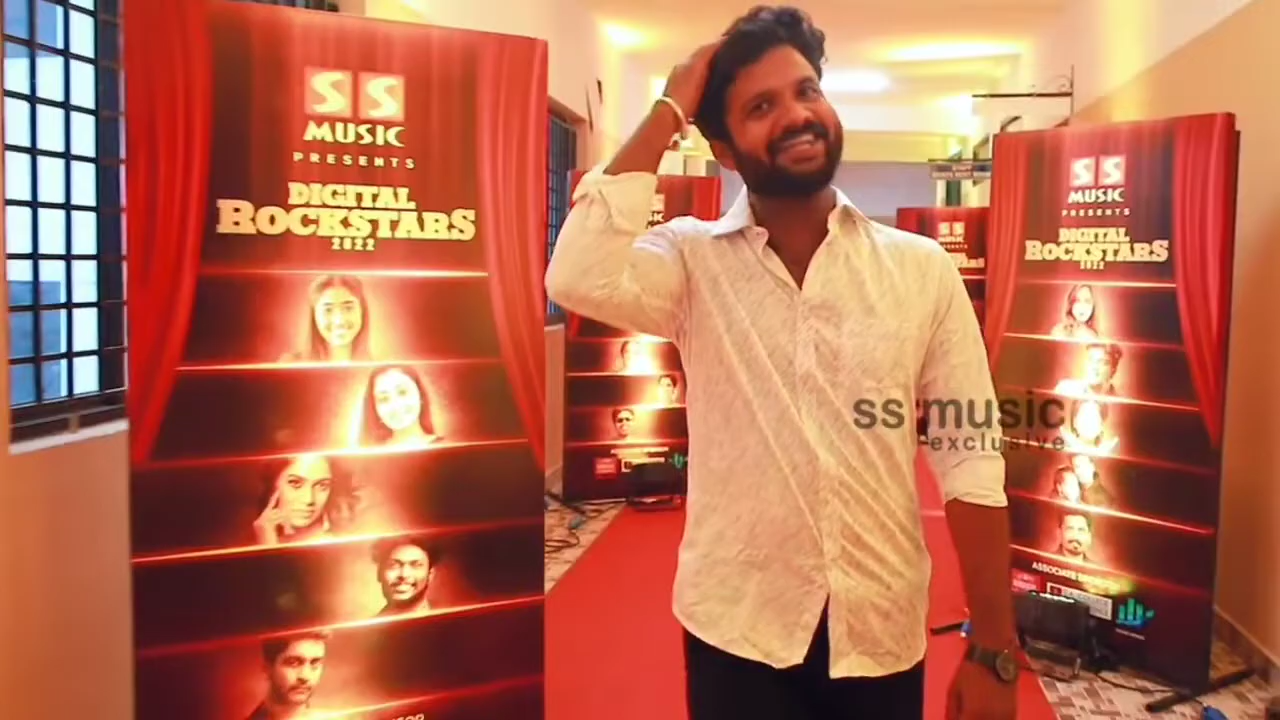 SS
MUSIC
PRESENTS
DIGITAL
ROCKSTARS
2022
SS
MUSIC
PRESENTS
DIGITAL
ROCKSTARS
2022
ss music
exclusive